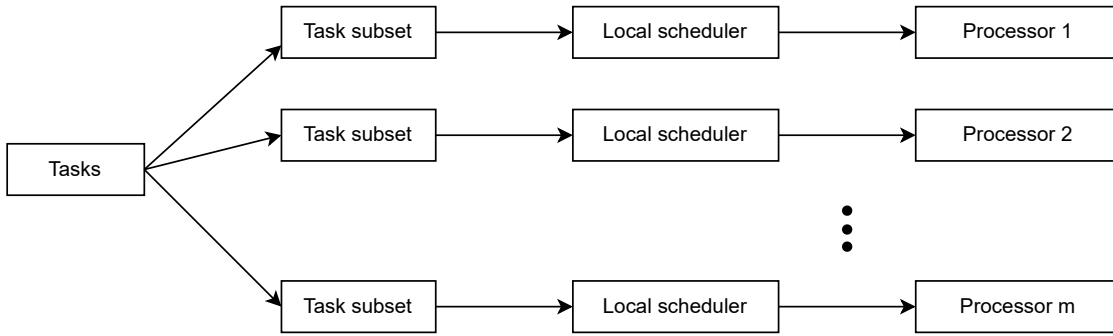 Task subset
Local scheduler
Processor 1
Task subset
Local scheduler
Processor 2
Tasks
Task subset
Local scheduler
Processor m